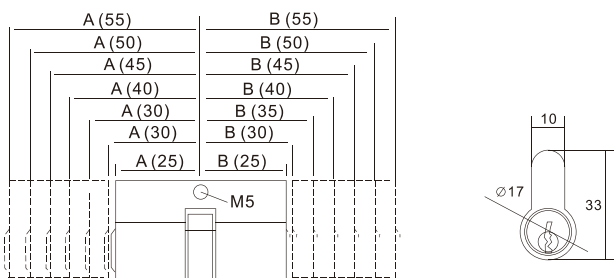 A (55) B (55)
A (50) B (50)
A (45) B (45)
A (40) B (40)
A (30) B (35)
A (30) B (30)
A (25) B (25)
M5
10
Ø17
33